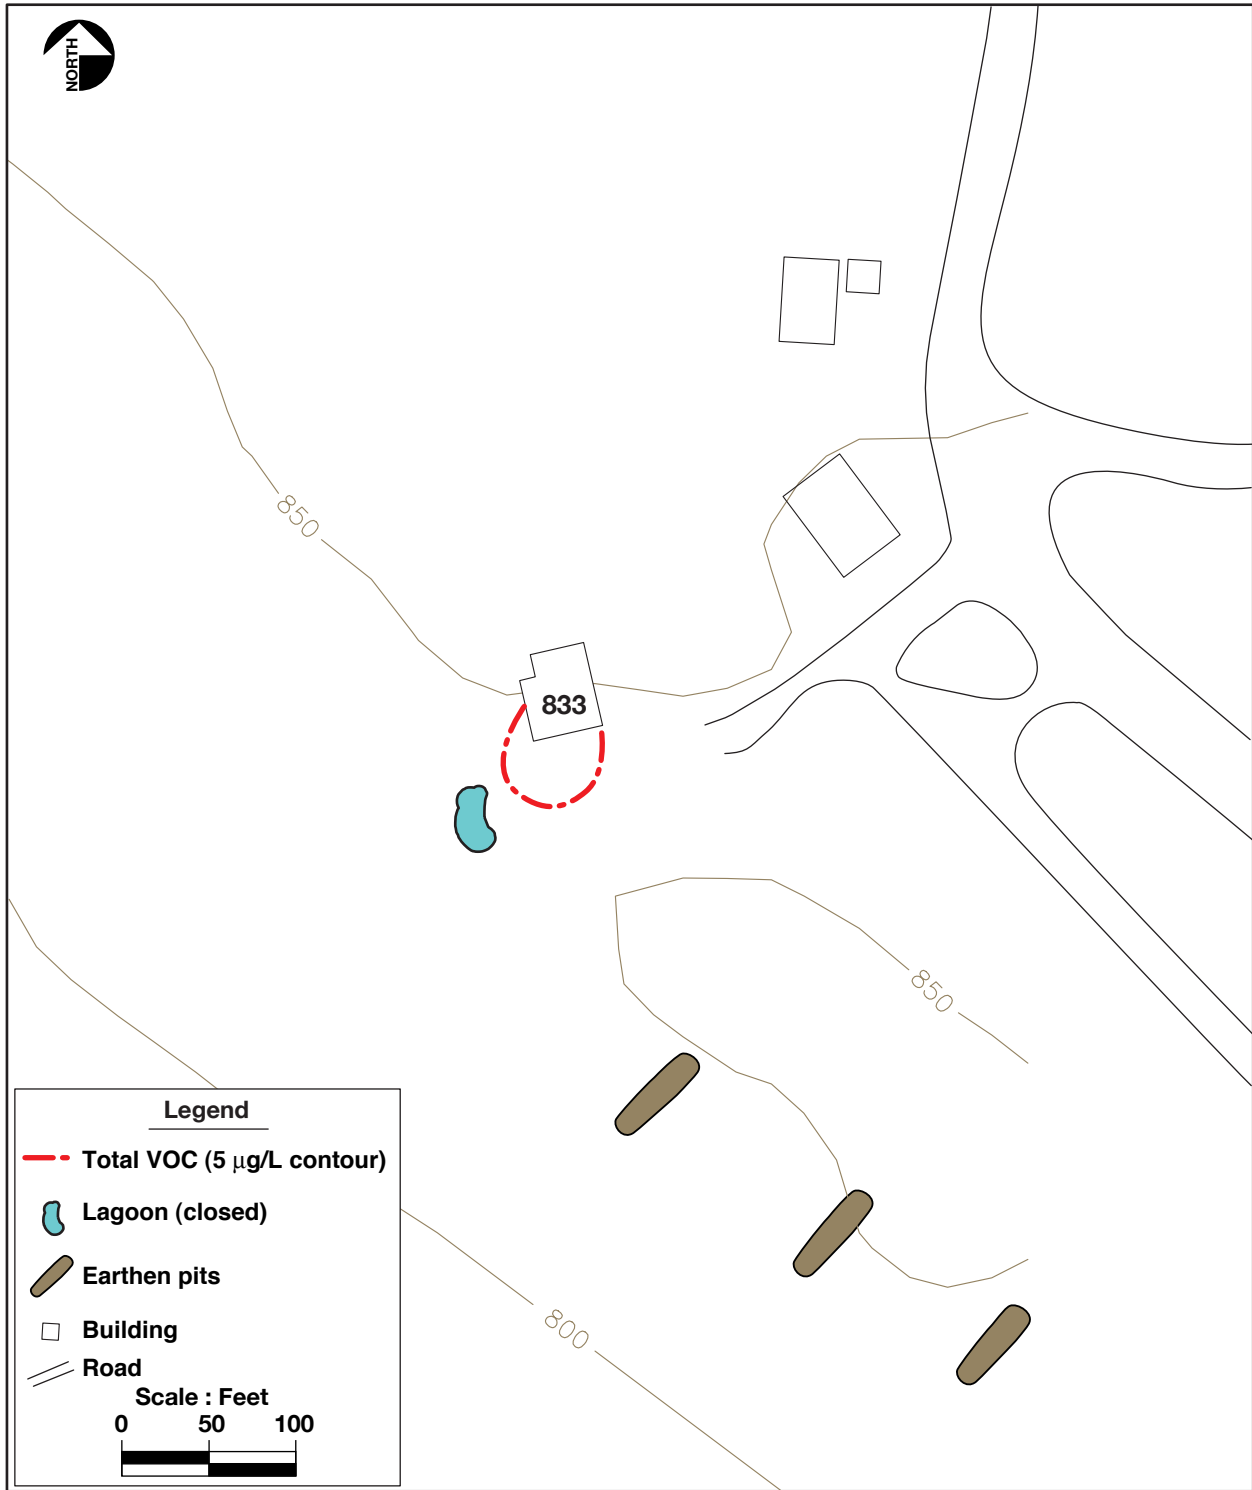 NORTH
850
833
850
800
Legend
Total VOC (5 µg/L contour)
Lagoon (closed)
Earthen pits
Building
Road
Scale : Feet
0 50 100